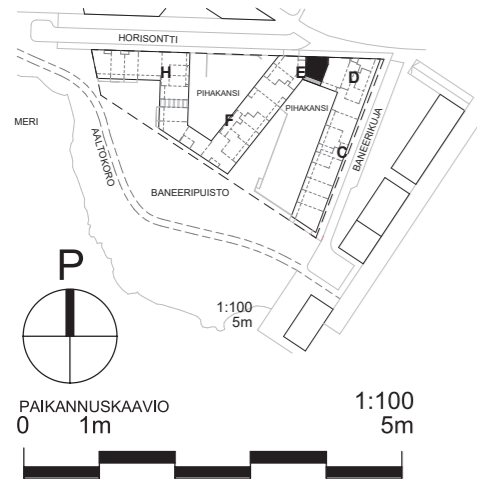 HORISONTTI
H
E
D
PIHAKANSI
PIHAKANSI
F
MERI
AALTOKORO
C
BANEERIKUJA
BANEERIPUISTO
P
1:100
5m
PAIKANNUSKAAVIO
1:100
0 1m 5m